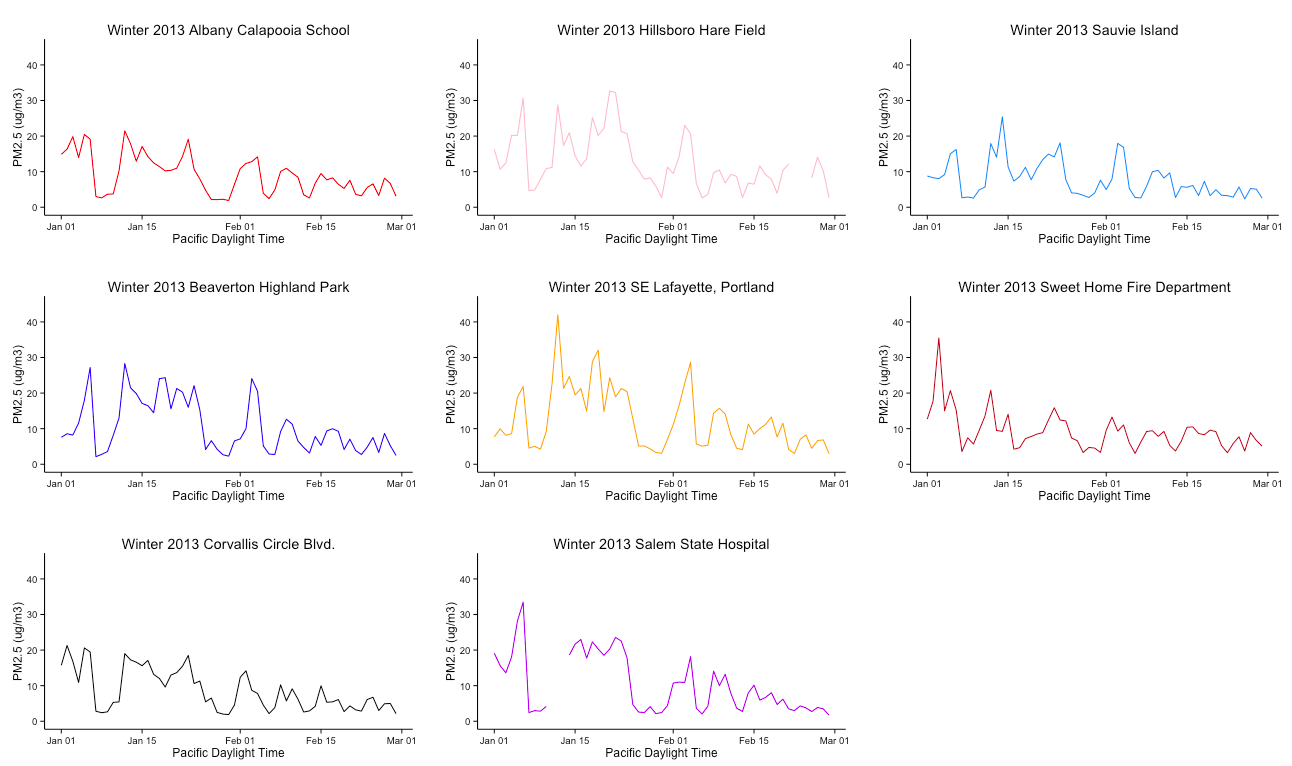 Winter 2013 Albany Calapooia School
PM2.5 (ug/m3)
40
30
20
10
0
Jan 01 Jan 15 Feb 01 Feb 15 Mar 01
Pacific Daylight Time
Winter 2013 Hillsboro Hare Field
PM2.5 (ug/m3)
40
30
20
10
0
Jan 01 Jan 15 Feb 01 Feb 15 Mar 01
Pacific Daylight Time
Winter 2013 Sauvie Island
PM2.5 (ug/m3)
40
30
20
10
0
Jan 01 Jan 15 Feb 01 Feb 15 Mar 01
Pacific Daylight Time
Winter 2013 Beaverton Highland Park
PM2.5 (ug/m3)
40
30
20
10
0
Jan 01 Jan 15 Feb 01 Feb 15 Mar 01
Pacific Daylight Time
Winter 2013 SE Lafayette, Portland
PM2.5 (ug/m3)
40
30
20
10
0
Jan 01 Jan 15 Feb 01 Feb 15 Mar 01
Pacific Daylight Time
Winter 2013 Sweet Home Fire Department
PM2.5 (ug/m3)
40
30
20
10
0
Jan 01 Jan 15 Feb 01 Feb 15 Mar 01
Pacific Daylight Time
Winter 2013 Corvallis Circle Blvd.
PM2.5 (ug/m3)
40
30
20
10
0
Jan 01 Jan 15 Feb 01 Feb 15 Mar 01
Pacific Daylight Time
Winter 2013 Salem State Hospital
PM2.5 (ug/m3)
40
30
20
10
0
Jan 01 Jan 15 Feb 01 Feb 15 Mar 01
Pacific Daylight Time